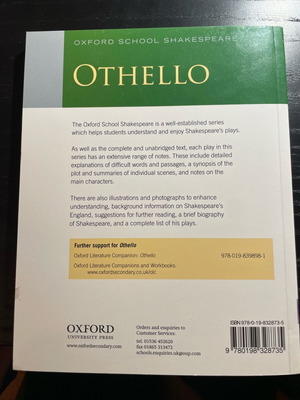 OXFORD SCHOOL SHAKESPEARE
OTHELLO
The Oxford School Shakespeare is a well-established series
which helps students understand and enjoy Shakespeare's plays.
As well as the complete and unabridged text, each play in this
series has an extensive range of notes. These include detailed
explanations of difficult words and passages, a synopsis of the
plot and summaries of individual scenes, and notes on the
main characters.
There are also illustrations and photographs to enhance
understanding, background information on Shakespeare's
England, suggestions for further reading, a brief biography
of Shakespeare, and a complete list of his plays.
Further support for Othello
Oxford Literature Companion: Othello 978-019-839898-1
Oxford Literature Companions and Workbooks:
www.oxfordsecondary.co.uk/olc
OXFORD
UNIVERSITY PRESS
Orders and enquiries to
Customer Services:
tel. 01536 452620
fax 01865 313472
schools.enquiries.uk@oup.com
ISBN 978-0-19-832873-5
9 780198 328735